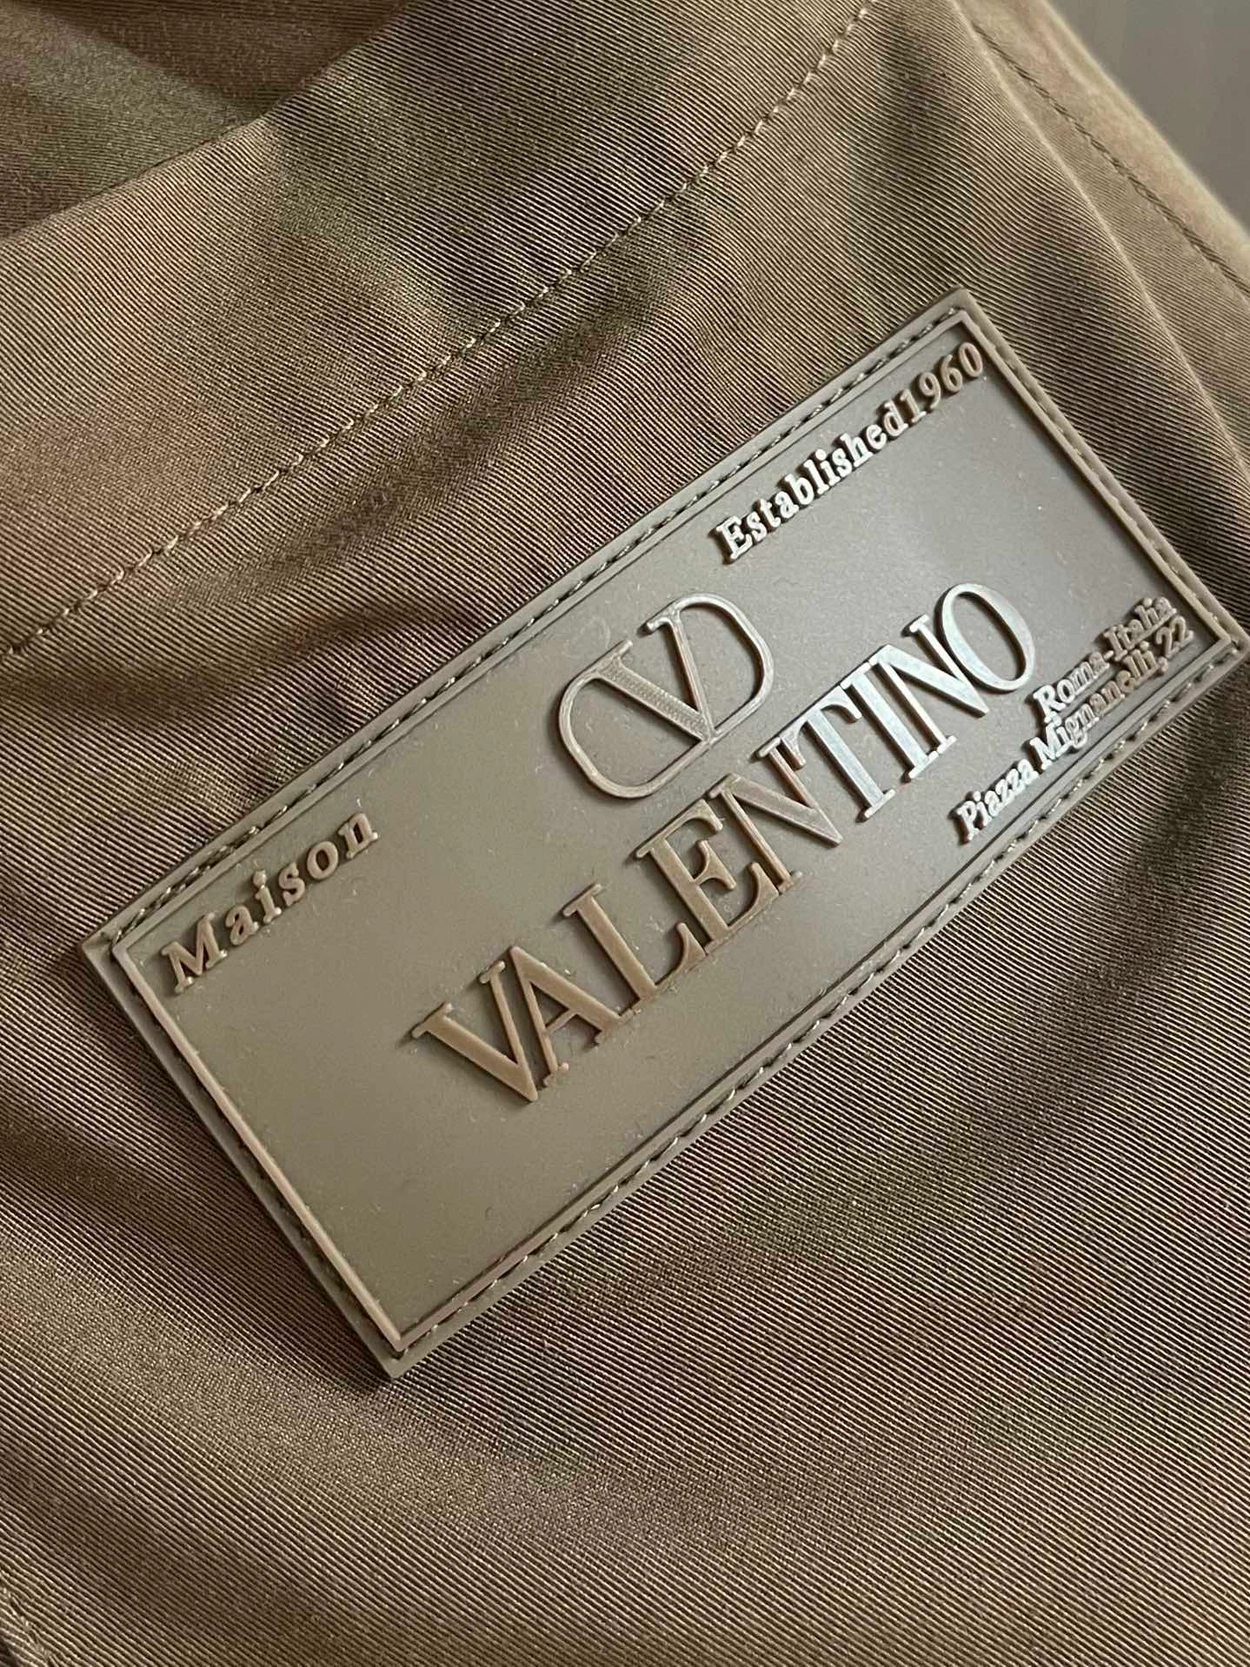 Maison
Established1960
VALENTINO
Roma-Italia
Piazza Mignanelli,22